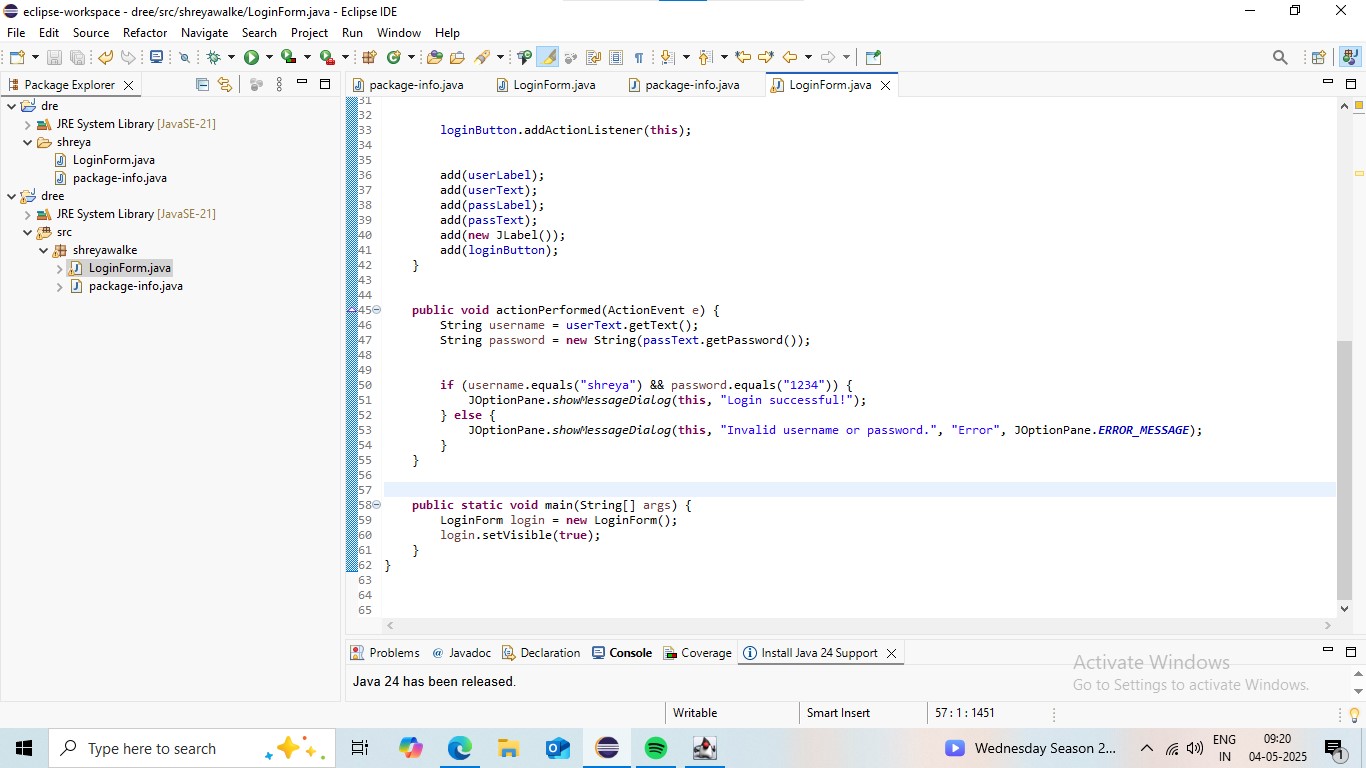 eclipse-workspace - dree/src/shreyawalke/LoginForm.java - Eclipse IDE
File Edit Source Refactor Navigate Search Project Run Window Help
Package Explorer
package-info.java LoginForm.java package-info.java LoginForm.java
dre
JRE System Library [JavaSE-21]
shreya
LoginForm.java
package-info.java
dree
JRE System Library [JavaSE-21]
src
shreyawalke
LoginForm.java
package-info.java
31
32
33 loginButton.addActionListener(this);
34
35
36 add(userLabel);
37 add(userText);
38 add(passLabel);
39 add(passText);
40 add(new JLabel());
41 add(loginButton);
42 }
43
44
45 public void actionPerformed(ActionEvent e) {
46 String username = userText.getText();
47 String password = new String(passText.getPassword());
48
49
50 if (username.equals("shreya") && password.equals("1234")) {
51 JOptionPane.showMessageDialog(this, "Login successful!");
52 } else {
53 JOptionPane.showMessageDialog(this, "Invalid username or password.", "Error", JOptionPane.ERROR_MESSAGE);
54 }
55 }
56
57
58 public static void main(String[] args) {
59 LoginForm login = new LoginForm();
60 login.setVisible(true);
61 }
62 }
63
64
65
Problems @ Javadoc Declaration Console Coverage Install Java 24 Support
Java 24 has been released.
Activate Windows
Go to Settings to activate Windows.
Writable Smart Insert 57 : 1 : 1451
Type here to search
Wednesday Season 2...
ENG
IN
09:20
04-05-2025
1